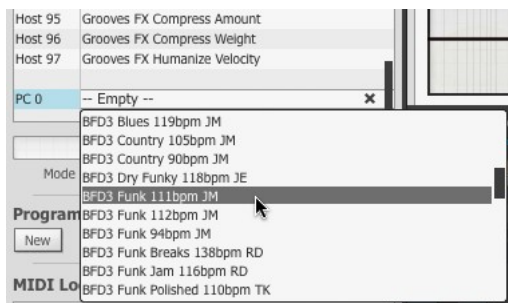 Host 95 Grooves FX Compress Amount
Host 96 Grooves FX Compress Weight
Host 97 Grooves FX Humanize Velocity
PC 0 -- Empty --
BFD3 Blues 119bpm JM
BFD3 Country 105bpm JM
BFD3 Country 90bpm JM
Mode
BFD3 Dry Funky 118bpm JE
BFD3 Funk 111bpm JM
Program
BFD3 Funk 112bpm JM
BFD3 Funk 94bpm JM
New
BFD3 Funk Breaks 138bpm RD
BFD3 Funk Jam 116bpm RD
MIDI Lo
BFD3 Funk Polished 110bpm TK